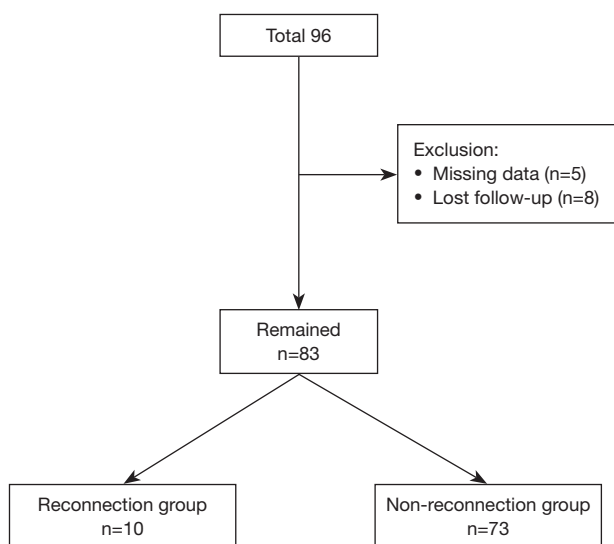 Total 96
Exclusion:
• Missing data (n=5)
• Lost follow-up (n=8)
Remained
n=83
Reconnection group
n=10
Non-reconnection group
n=73